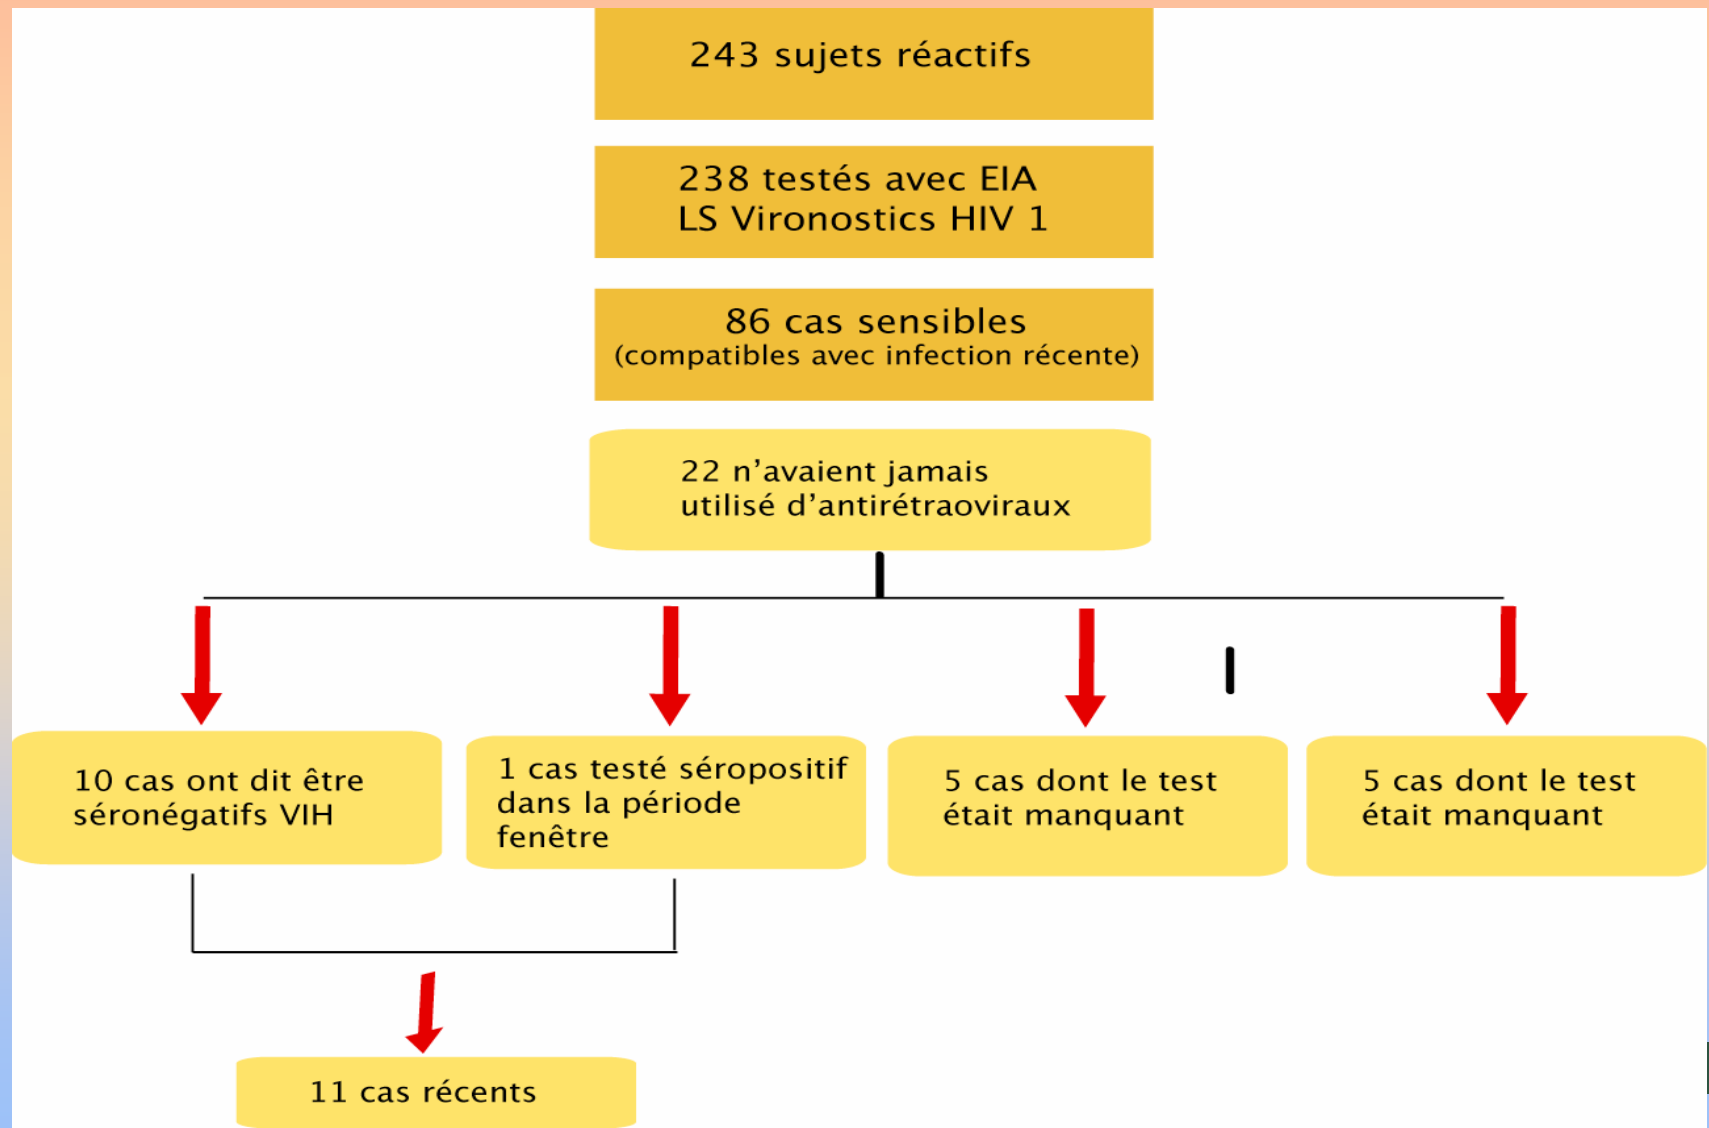 243 sujets réactifs
238 testés avec EIA
LS Vironostics HIV 1
86 cas sensibles
(compatibles avec infection récente)
22 n’avaient jamais
utilisé d’antirétraoviraux
10 cas ont dit être
séronégatifs VIH
1 cas testé séropositif
dans la période
fenêtre
5 cas dont le test
était manquant
5 cas dont le test
était manquant
11 cas récents